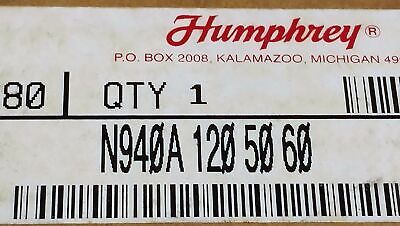 Humphrey®
P.O. BOX 2008, KALAMAZOO, MICHIGAN 49
80 QTY 1
N940A 120 50 60